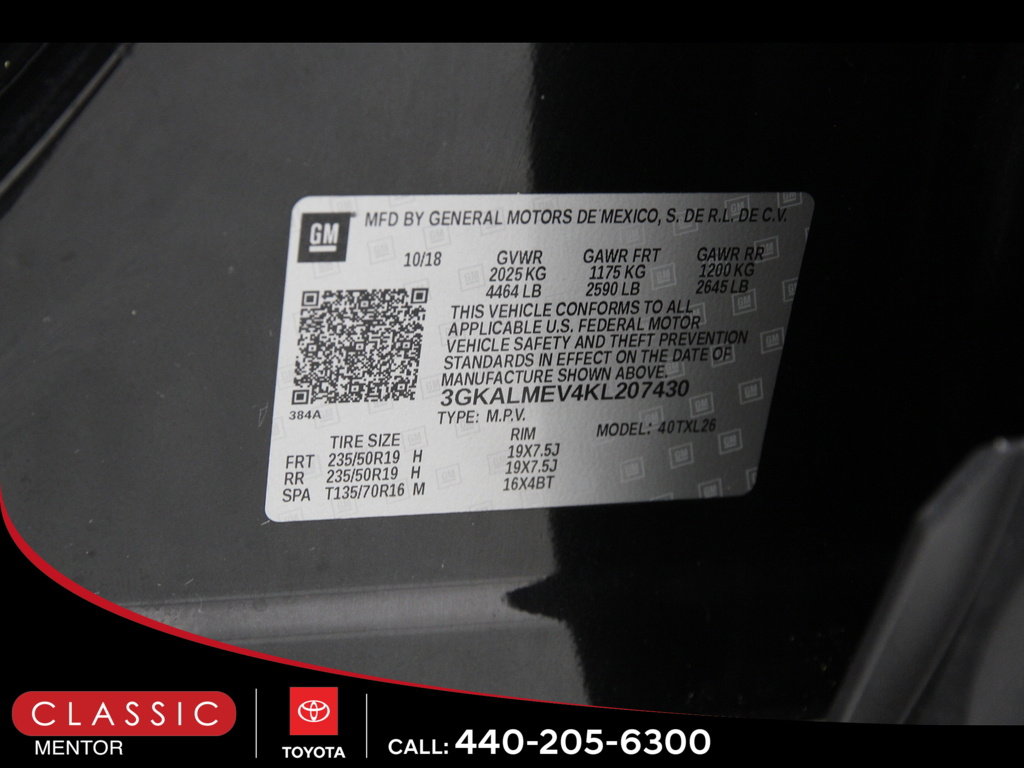 GM
MFD BY GENERAL MOTORS DE MEXICO, S. DE R.L. DE C.V.
10/18 GVWR GAWR FRT GAWR RR
2025 KG 1175 KG 1200 KG
4464 LB 2590 LB 2645 LB
THIS VEHICLE CONFORMS TO ALL
APPLICABLE U.S. FEDERAL MOTOR
VEHICLE SAFETY AND THEFT PREVENTION
STANDARDS IN EFFECT ON THE DATE OF
MANUFACTURE SHOWN ABOVE.
3GKALMEV4KL207430
384A
TYPE: M.P.V. MODEL: 40TXL26
TIRE SIZE RIM
FRT 235/50R19 H 19X7.5J
RR 235/50R19 H 19X7.5J
SPA T135/70R16 M 16X4BT
CLASSIC
MENTOR
TOYOTA
CALL: 440-205-6300